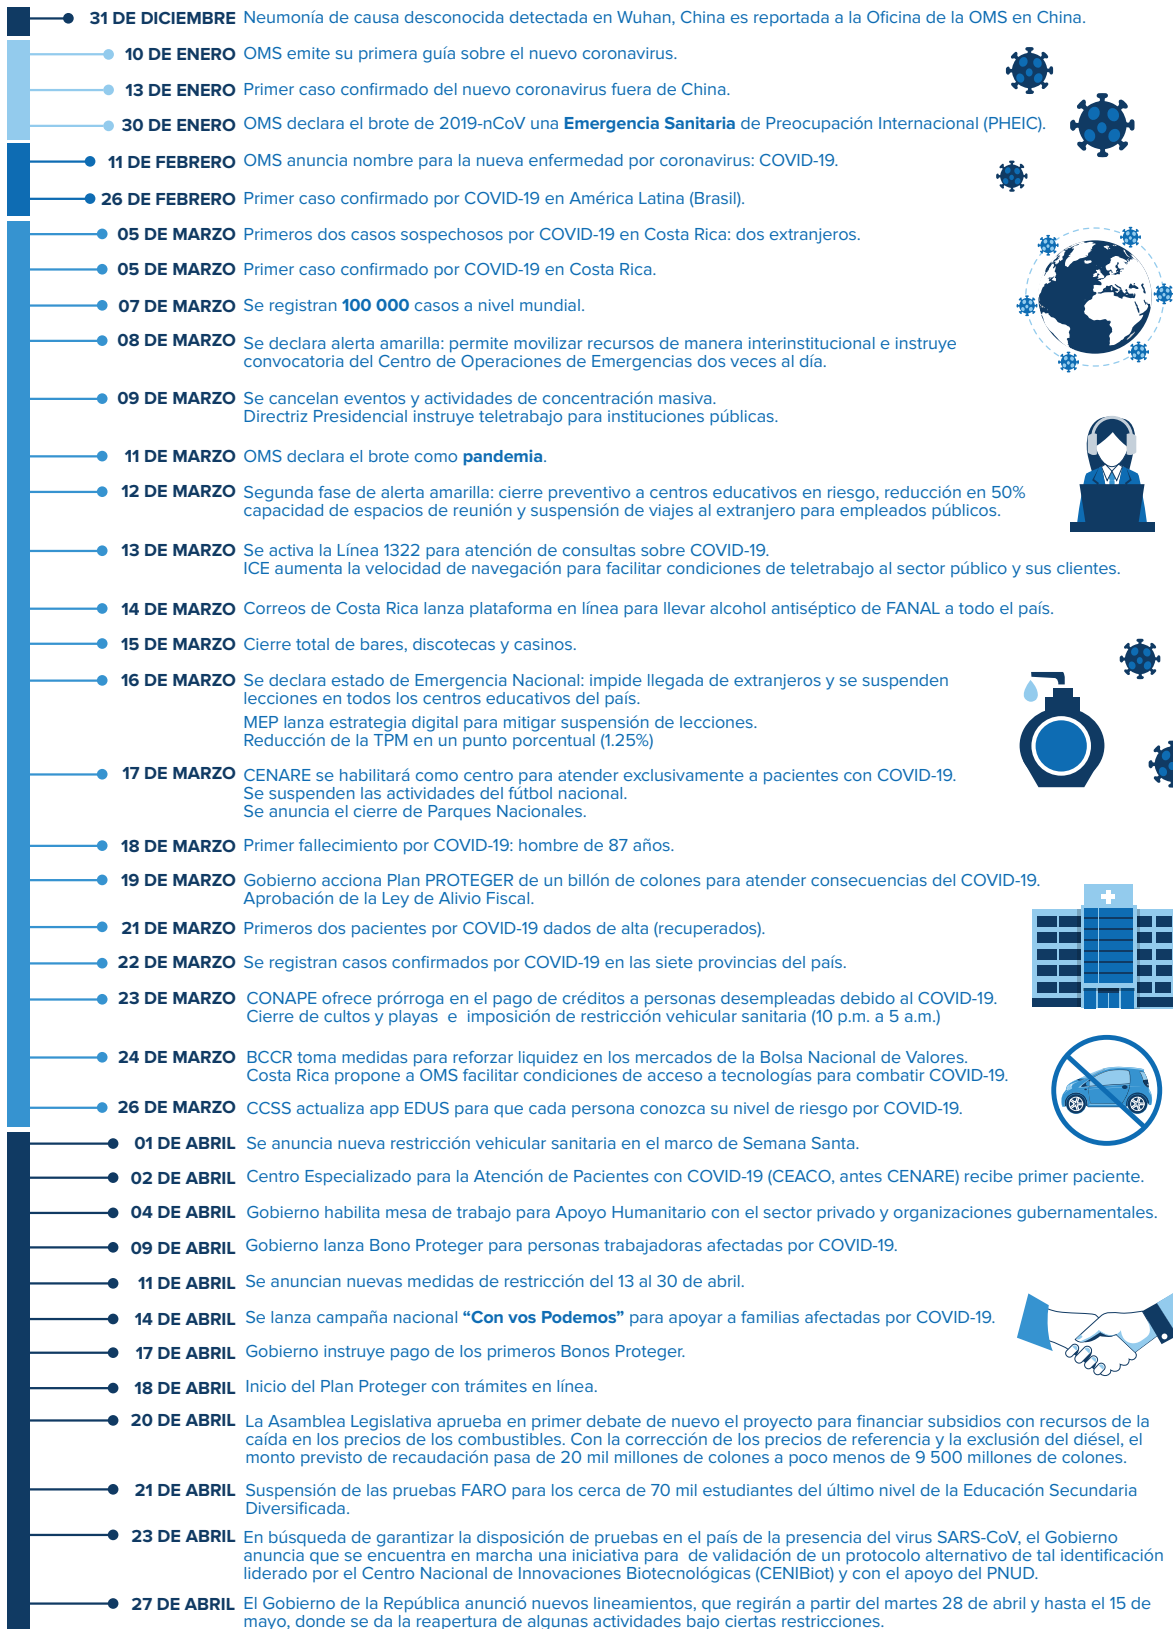 31 DE DICIEMBRE Neumonía de causa desconocida detectada en Wuhan, China es reportada a la Oficina de la OMS en China.
10 DE ENERO OMS emite su primera guía sobre el nuevo coronavirus.
13 DE ENERO Primer caso confirmado del nuevo coronavirus fuera de China.
30 DE ENERO OMS declara el brote de 2019-nCoV una Emergencia Sanitaria de Preocupación Internacional (PHEIC).
11 DE FEBRERO OMS anuncia nombre para la nueva enfermedad por coronavirus: COVID-19.
26 DE FEBRERO Primer caso confirmado por COVID-19 en América Latina (Brasil).
05 DE MARZO Primeros dos casos sospechosos por COVID-19 en Costa Rica: dos extranjeros.
05 DE MARZO Primer caso confirmado por COVID-19 en Costa Rica.
07 DE MARZO Se registran 100 000 casos a nivel mundial.
08 DE MARZO Se declara alerta amarilla: permite movilizar recursos de manera interinstitucional e instruye
convocatoria del Centro de Operaciones de Emergencias dos veces al día.
09 DE MARZO Se cancelan eventos y actividades de concentración masiva.
Directriz Presidencial instruye teletrabajo para instituciones públicas.
11 DE MARZO OMS declara el brote como pandemia.
12 DE MARZO Segunda fase de alerta amarilla: cierre preventivo a centros educativos en riesgo, reducción en 50%
capacidad de espacios de reunión y suspensión de viajes al extranjero para empleados públicos.
13 DE MARZO Se activa la Línea 1322 para atención de consultas sobre COVID-19.
ICE aumenta la velocidad de navegación para facilitar condiciones de teletrabajo al sector público y sus clientes.
14 DE MARZO Correos de Costa Rica lanza plataforma en línea para llevar alcohol antiséptico de FANAL a todo el país.
15 DE MARZO Cierre total de bares, discotecas y casinos.
16 DE MARZO Se declara estado de Emergencia Nacional: impide llegada de extranjeros y se suspenden
lecciones en todos los centros educativos del país.
MEP lanza estrategia digital para mitigar suspensión de lecciones.
Reducción de la TPM en un punto porcentual (1.25%)
17 DE MARZO CENARE se habilitará como centro para atender exclusivamente a pacientes con COVID-19.
Se suspenden las actividades del fútbol nacional.
Se anuncia el cierre de Parques Nacionales.
18 DE MARZO Primer fallecimiento por COVID-19: hombre de 87 años.
19 DE MARZO Gobierno acciona Plan PROTEGER de un billón de colones para atender consecuencias del COVID-19.
Aprobación de la Ley de Alivio Fiscal.
21 DE MARZO Primeros dos pacientes por COVID-19 dados de alta (recuperados).
22 DE MARZO Se registran casos confirmados por COVID-19 en las siete provincias del país.
23 DE MARZO CONAPE ofrece prórroga en el pago de créditos a personas desempleadas debido al COVID-19.
Cierre de cultos y playas e imposición de restricción vehicular sanitaria (10 p.m. a 5 a.m.)
24 DE MARZO BCCR toma medidas para reforzar liquidez en los mercados de la Bolsa Nacional de Valores.
Costa Rica propone a OMS facilitar condiciones de acceso a tecnologías para combatir COVID-19.
26 DE MARZO CCSS actualiza app EDUS para que cada persona conozca su nivel de riesgo por COVID-19.
01 DE ABRIL Se anuncia nueva restricción vehicular sanitaria en el marco de Semana Santa.
02 DE ABRIL Centro Especializado para la Atención de Pacientes con COVID-19 (CEACO, antes CENARE) recibe primer paciente.
04 DE ABRIL Gobierno habilita mesa de trabajo para Apoyo Humanitario con el sector privado y organizaciones gubernamentales.
09 DE ABRIL Gobierno lanza Bono Proteger para personas trabajadoras afectadas por COVID-19.
11 DE ABRIL Se anuncian nuevas medidas de restricción del 13 al 30 de abril.
14 DE ABRIL Se lanza campaña nacional “Con vos Podemos” para apoyar a familias afectadas por COVID-19.
17 DE ABRIL Gobierno instruye pago de los primeros Bonos Proteger.
18 DE ABRIL Inicio del Plan Proteger con trámites en línea.
20 DE ABRIL La Asamblea Legislativa aprueba en primer debate de nuevo el proyecto para financiar subsidios con recursos de la
caída en los precios de los combustibles. Con la corrección de los precios de referencia y la exclusión del diésel, el
monto previsto de recaudación pasa de 20 mil millones de colones a poco menos de 9 500 millones de colones.
21 DE ABRIL Suspensión de las pruebas FARO para los cerca de 70 mil estudiantes del último nivel de la Educación Secundaria
Diversificada.
23 DE ABRIL En búsqueda de garantizar la disposición de pruebas en el país de la presencia del virus SARS-CoV, el Gobierno
anuncia que se encuentra en marcha una iniciativa para de validación de un protocolo alternativo de tal identificación
liderado por el Centro Nacional de Innovaciones Biotecnológicas (CENIBiot) y con el apoyo del PNUD.
27 DE ABRIL El Gobierno de la República anunció nuevos lineamientos, que regirán a partir del martes 28 de abril y hasta el 15 de
mayo, donde se da la reapertura de algunas actividades bajo ciertas restricciones.